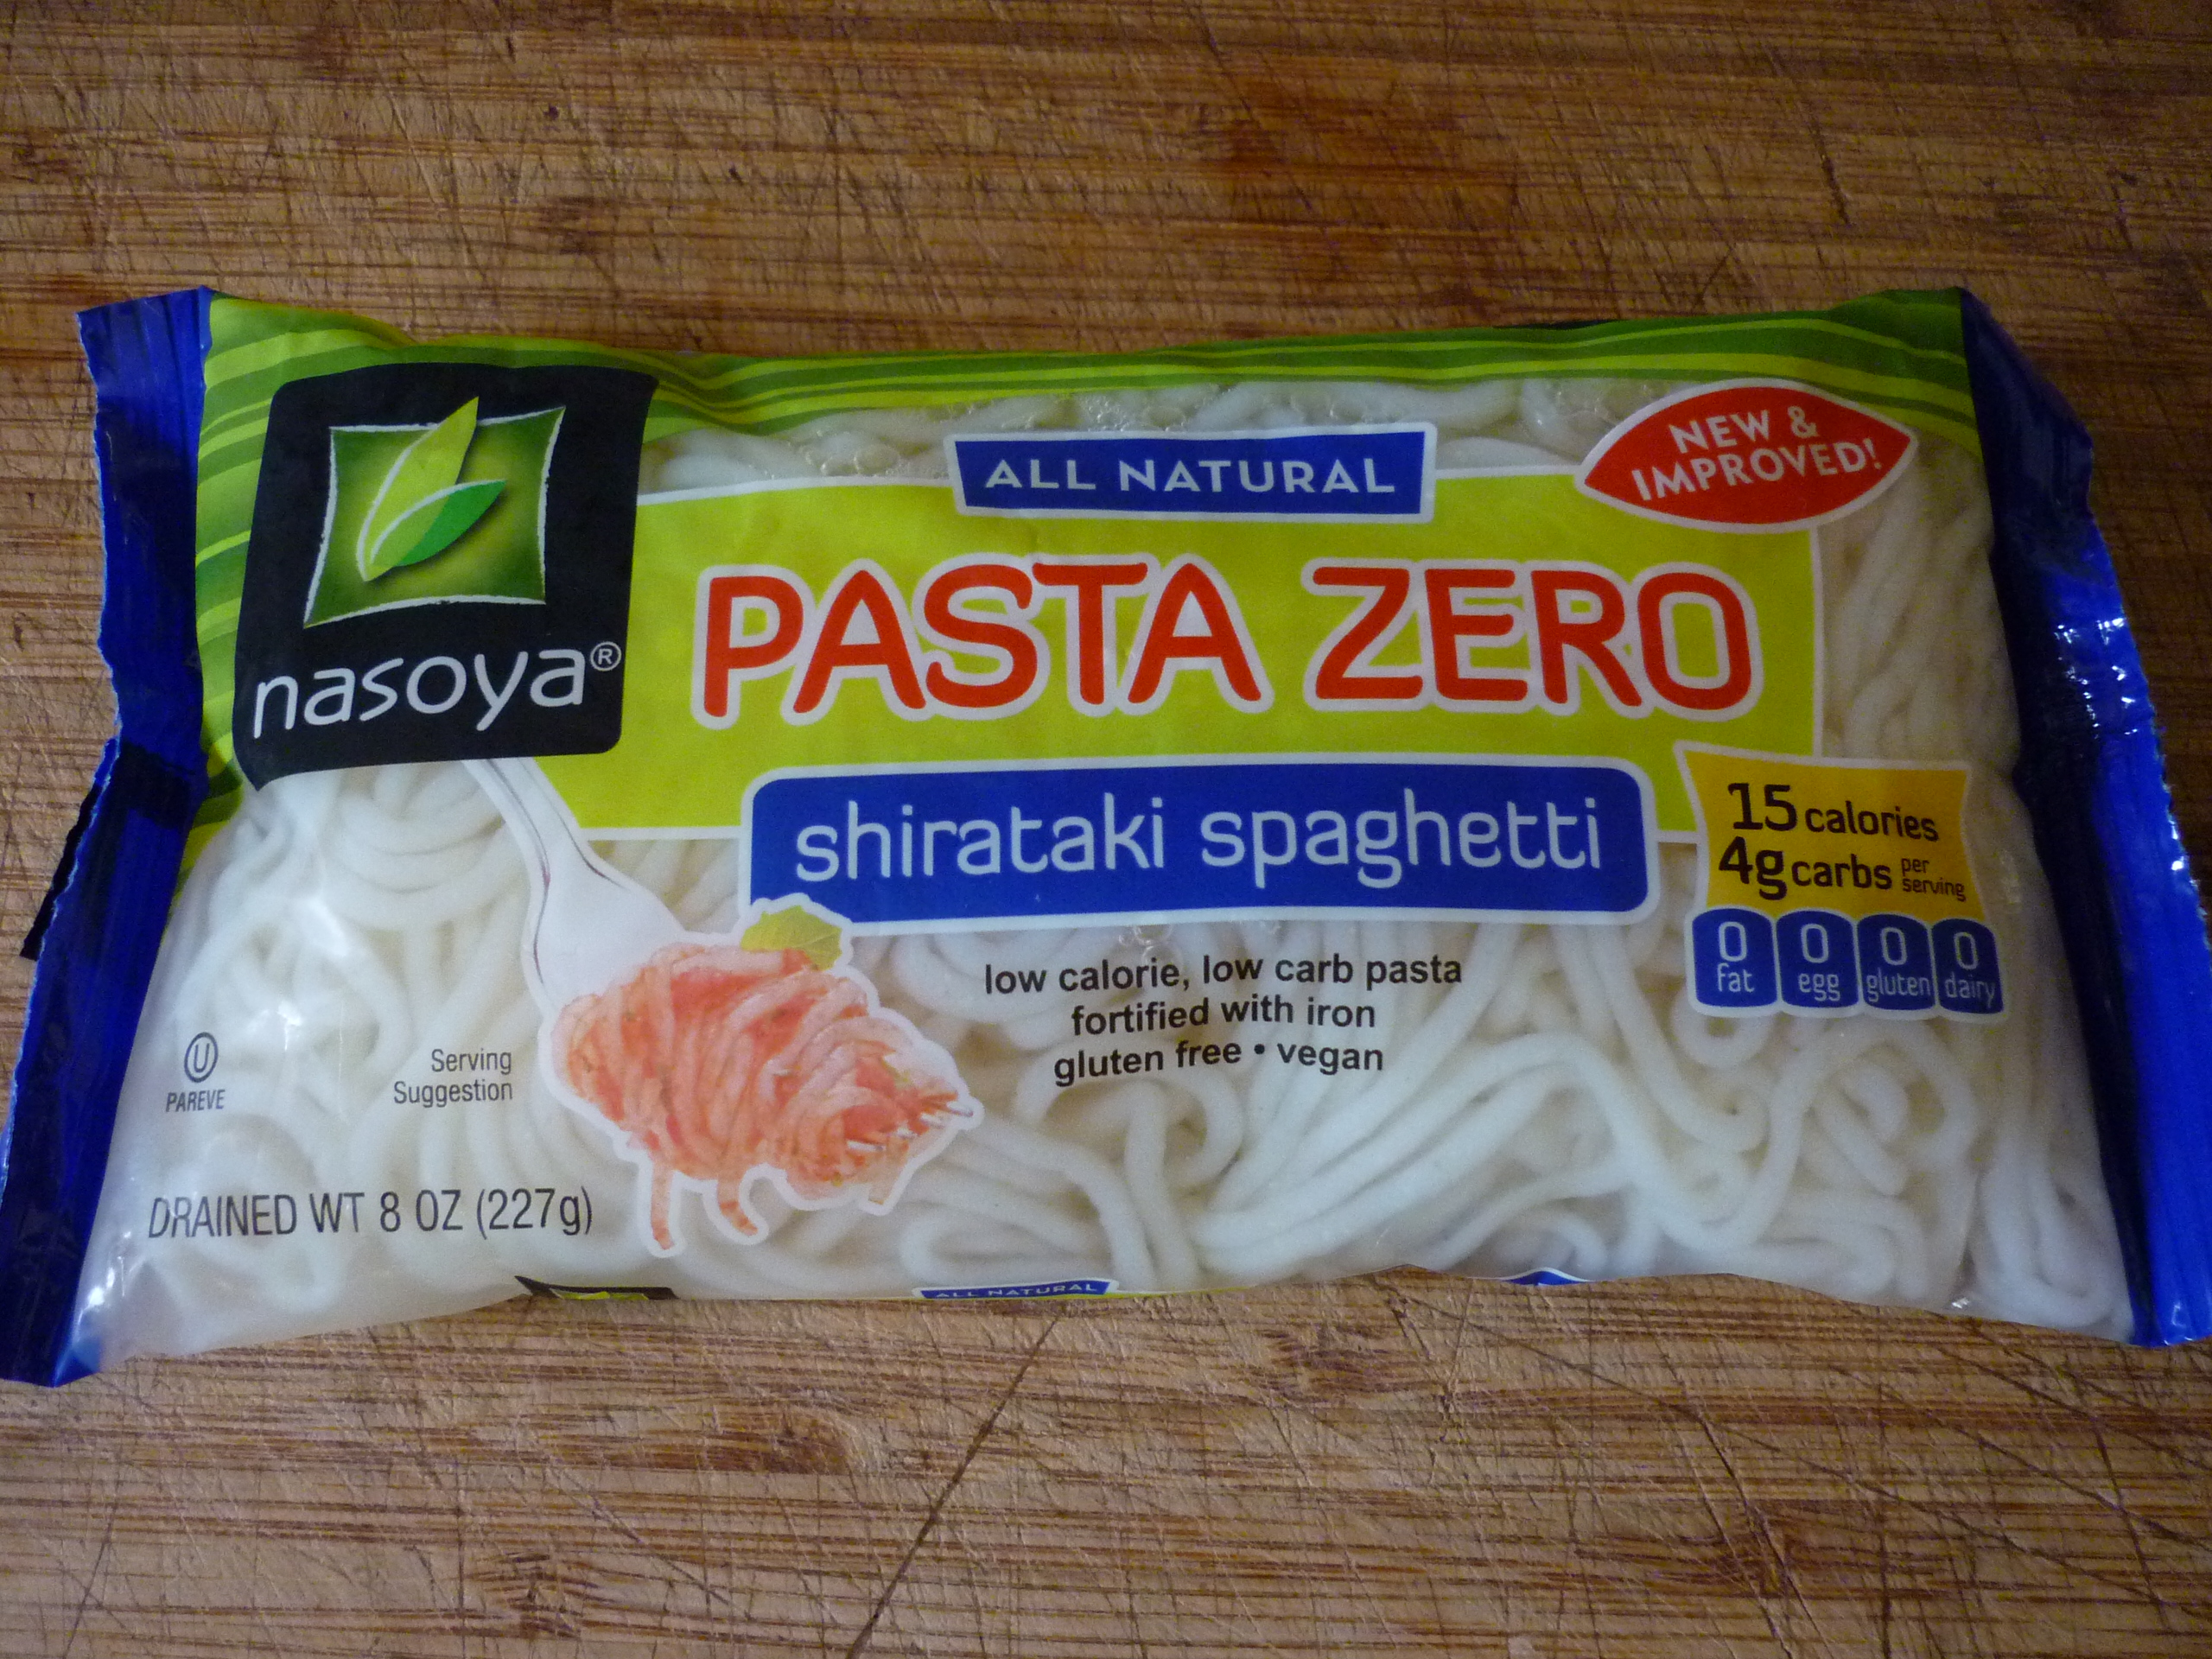 nasoya®
ALL NATURAL
NEW &
IMPROVED!
PASTA ZERO
shirataki spaghetti
15 calories
4g carbs per serving
0 fat 0 egg 0 gluten 0 dairy
low calorie, low carb pasta
fortified with iron
gluten free • vegan
U
PAREVE
Serving
Suggestion
DRAINED WT 8 OZ (227g)
ALL NATURAL